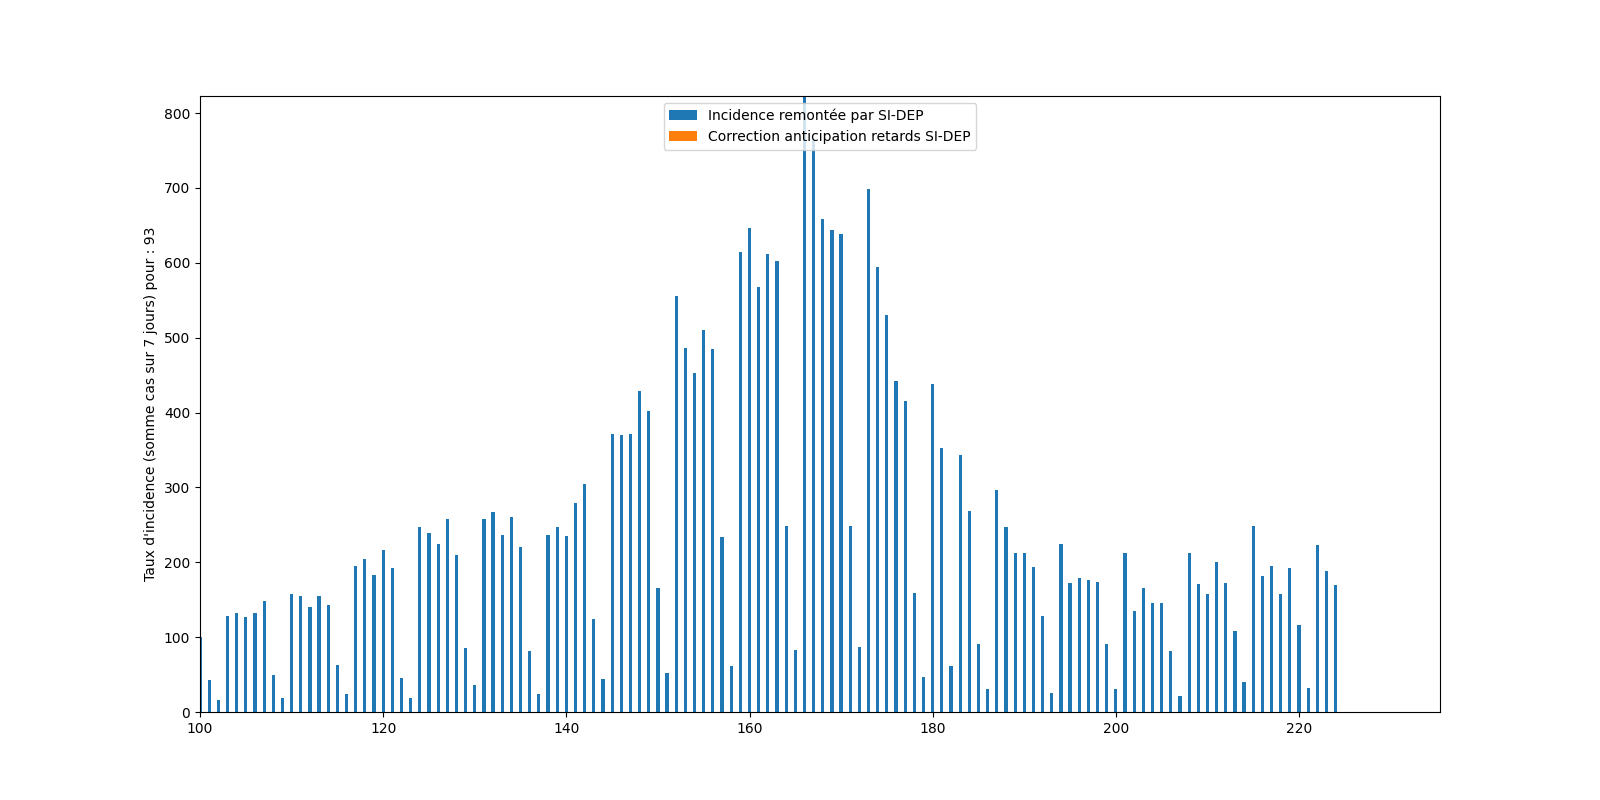 Incidence remontée par SI-DEP
Correction anticipation retards SI-DEP
Taux d'incidence (somme cas sur 7 jours) pour : 93
800
700
600
500
400
300
200
100
0
100 120 140 160 180 200 220